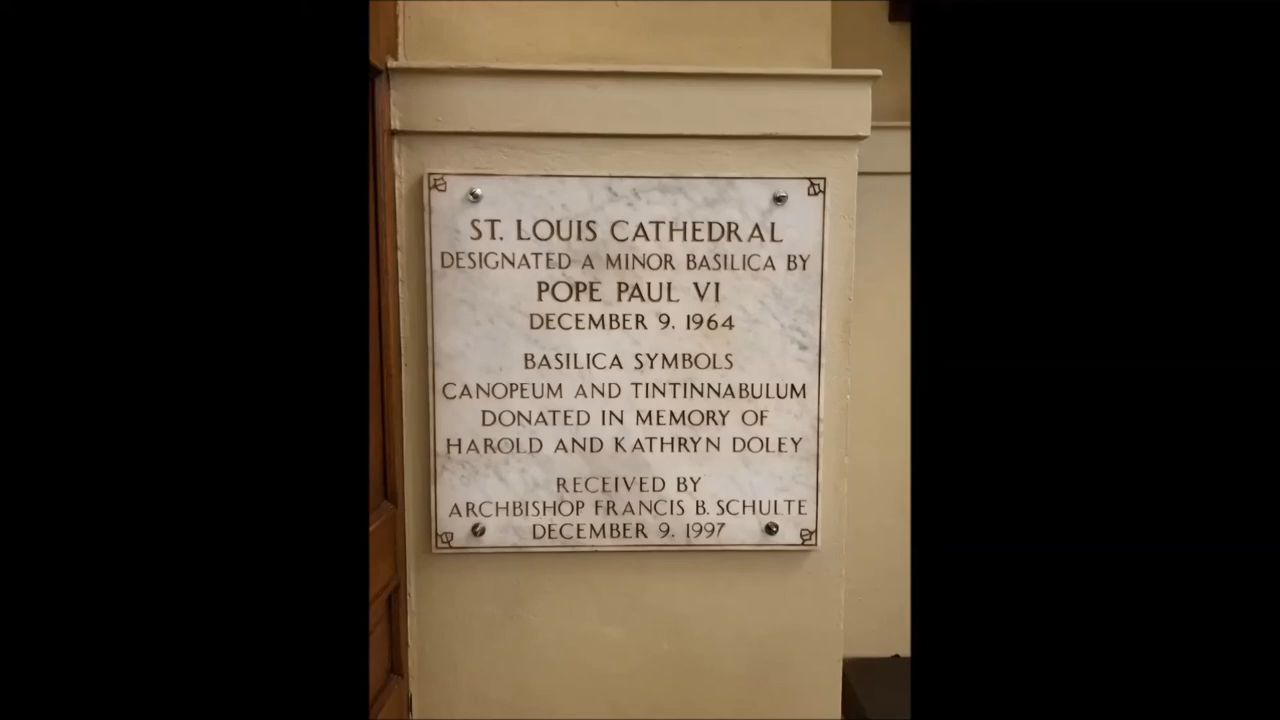 ST. LOUIS CATHEDRAL
DESIGNATED A MINOR BASILICA BY
POPE PAUL VI
DECEMBER 9, 1964
BASILICA SYMBOLS
CANOPEUM AND TINTINNABULUM
DONATED IN MEMORY OF
HAROLD AND KATHRYN DOLEY
RECEIVED BY
ARCHBISHOP FRANCIS B. SCHULTE
DECEMBER 9, 1997